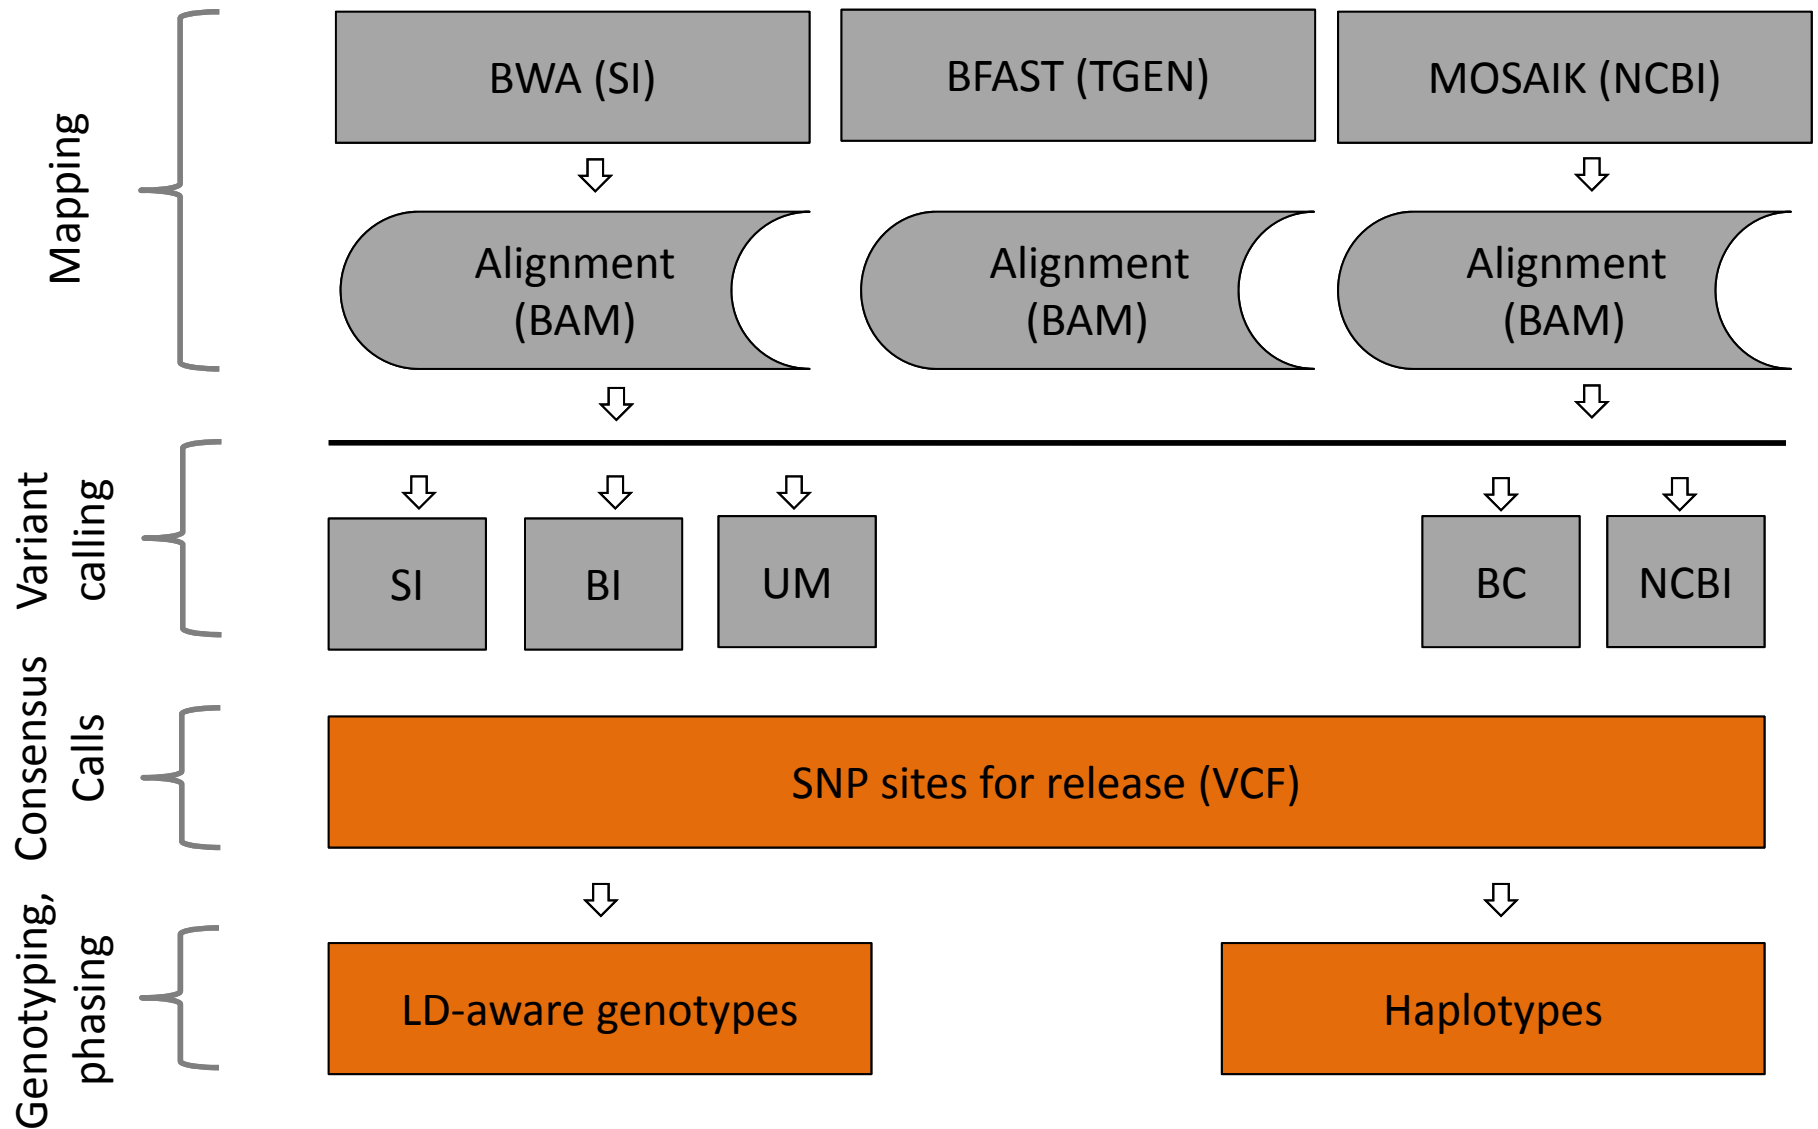 Mapping
BWA (SI)
BFAST (TGEN)
MOSAIK (NCBI)
Alignment
(BAM)
Alignment
(BAM)
Alignment
(BAM)
Variant
calling
SI
BI
UM
BC
NCBI
Consensus
Calls
SNP sites for release (VCF)
Genotyping,
phasing
LD-aware genotypes
Haplotypes